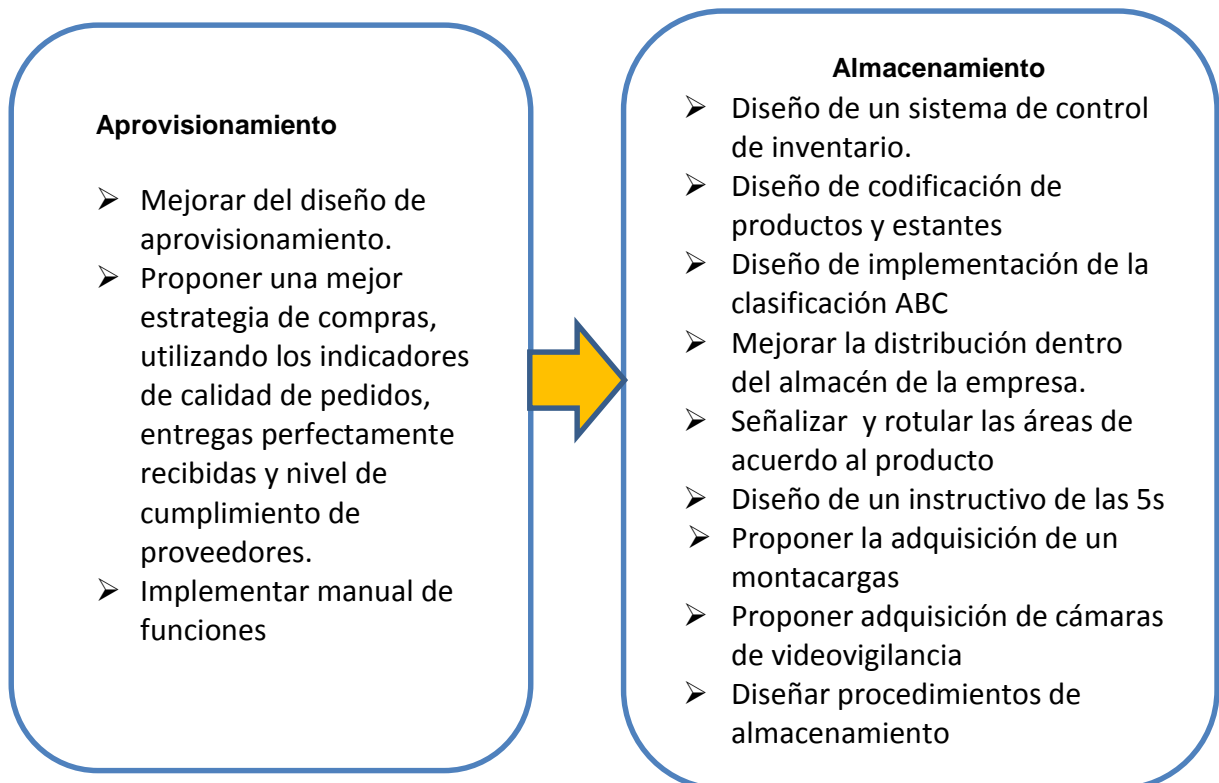 Aprovisionamiento
➢ Mejorar del diseño de
aprovisionamiento.
➢ Proponer una mejor
estrategia de compras,
utilizando los indicadores
de calidad de pedidos,
entregas perfectamente
recibidas y nivel de
cumplimiento de
proveedores.
➢ Implementar manual de
funciones
Almacenamiento
➢ Diseño de un sistema de control
de inventario.
➢ Diseño de codificación de
productos y estantes
➢ Diseño de implementación de la
clasificación ABC
➢ Mejorar la distribución dentro
del almacén de la empresa.
➢ Señalizar  y rotular las áreas de
acuerdo al producto
➢ Diseño de un instructivo de las 5s
➢ Proponer la adquisición de un
montacargas
➢ Proponer adquisición de cámaras
de videovigilancia
➢ Diseñar procedimientos de
almacenamiento